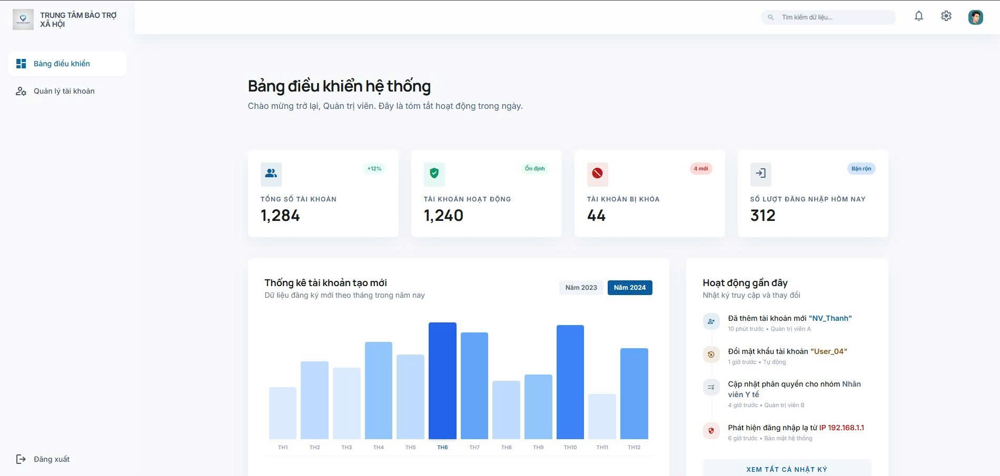 TRUNG TÂM BẢO TRỢ
XÃ HỘI
Tìm kiếm dữ liệu...
Bảng điều khiển
Quản lý tài khoản
Bảng điều khiển hệ thống
Chào mừng trở lại, Quản trị viên. Đây là tóm tắt hoạt động trong ngày.
+12%
TỔNG SỐ TÀI KHOẢN
1,284
Ổn định
TÀI KHOẢN HOẠT ĐỘNG
1,240
4 mới
TÀI KHOẢN BỊ KHÓA
44
Bận rộn
SỐ LƯỢT ĐĂNG NHẬP HÔM NAY
312
Thống kê tài khoản tạo mới
Dữ liệu đăng ký mới theo tháng trong năm nay
Năm 2023
Năm 2024
TH1
TH2
TH3
TH4
TH5
TH6
TH7
TH8
TH9
TH10
TH11
TH12
Hoạt động gần đây
Nhật ký truy cập và thay đổi
Đã thêm tài khoản mới "NV_Thanh"
10 phút trước • Quản trị viên A
Đổi mật khẩu tài khoản "User_04"
1 giờ trước • Tự động
Cập nhật phân quyền cho nhóm Nhân
viên Y tế
4 giờ trước • Quản trị viên B
Phát hiện đăng nhập lạ từ IP 192.168.1.1
6 giờ trước • Bảo mật hệ thống
XEM TẤT CẢ NHẬT KÝ
Đăng xuất